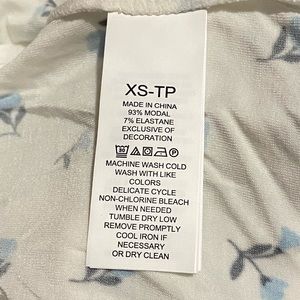 XS-TP
MADE IN CHINA
93% MODAL
7% ELASTANE
EXCLUSIVE OF
DECORATION
30
MACHINE WASH COLD
WASH WITH LIKE
COLORS
DELICATE CYCLE
NON-CHLORINE BLEACH
WHEN NEEDED
TUMBLE DRY LOW
REMOVE PROMPTLY
COOL IRON IF
NECESSARY
OR DRY CLEAN